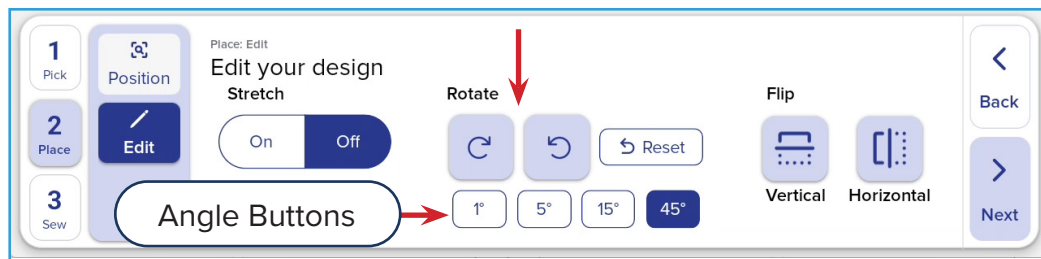 1
Pick
2
Place
3
Sew
Position
Edit
Place: Edit
Edit your design
Stretch
On
Off
Rotate
Reset
1°
5°
15°
45°
Angle Buttons
Flip
Vertical
Horizontal
Back
Next